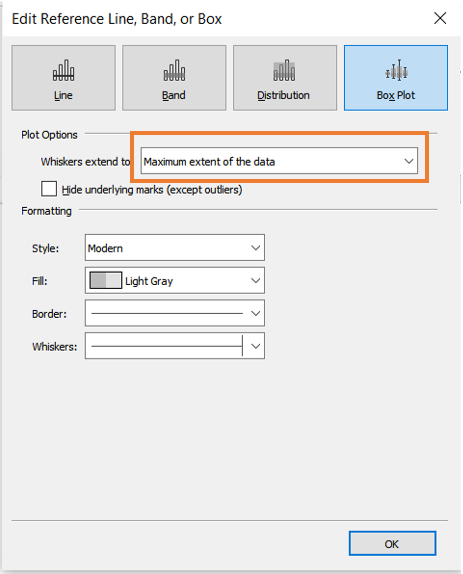 Edit Reference Line, Band, or Box
Line
Band
Distribution
Box Plot
Plot Options
Whiskers extend to
Maximum extent of the data
Hide underlying marks (except outliers)
Formatting
Style:
Modern
Fill:
Light Gray
Border:
Whiskers:
OK